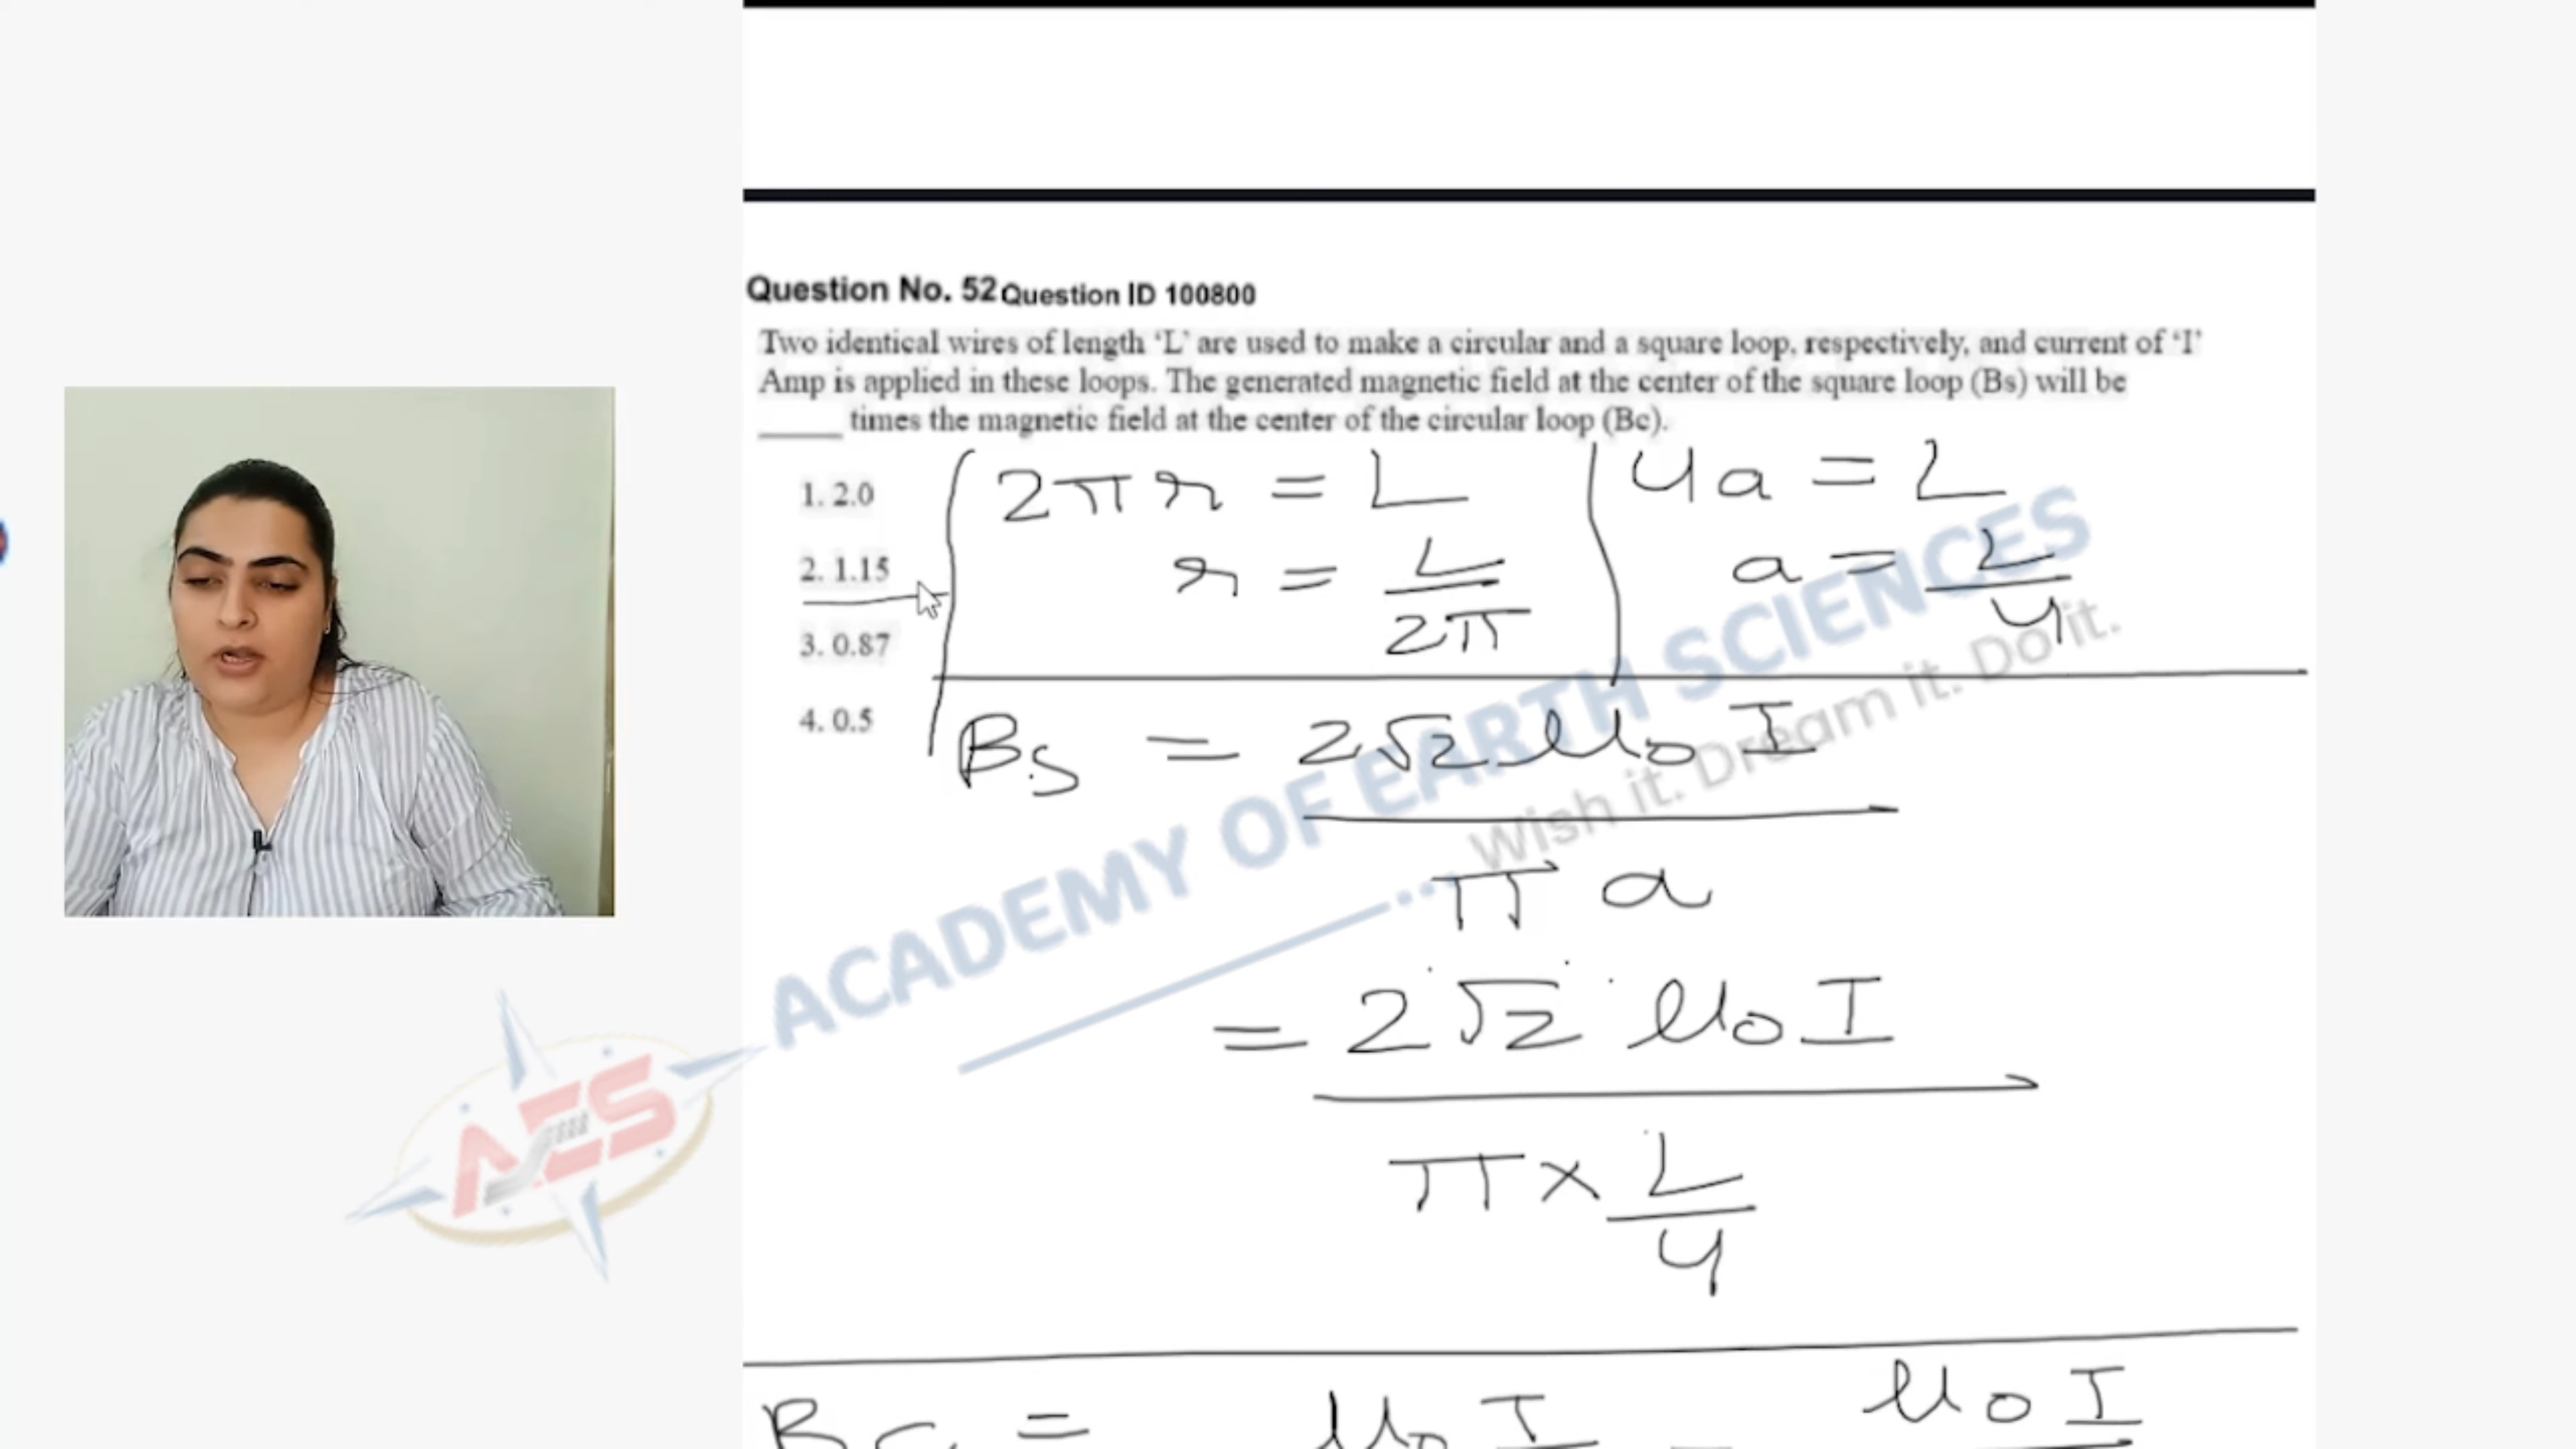 Question No. 52 Question ID 100800
Two identical wires of length ‘L’ are used to make a circular and a square loop, respectively, and current of ‘I’
Amp is applied in these loops. The generated magnetic field at the center of the square loop (Bs) will be
_____ times the magnetic field at the center of the circular loop (Bc).
1. 2.0
2. 1.15
3. 0.87
4. 0.5
2πr = L
r = L
2π
4a = L
a = L
4
Bs = 2√2 μ0 I
π a
= 2√2 μ0 I
π × L
4
Bc = μ0 I = μ0 I
ACADEMY OF EARTH SCIENCES
... Wish it. Dream it. Do it.
AES